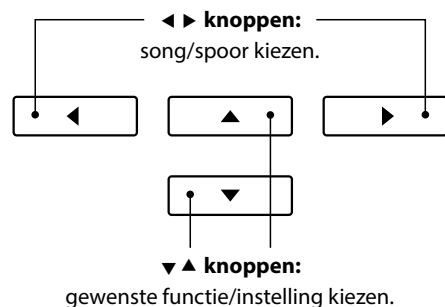 ◀ ▶ knoppen:
song/spoor kiezen.
▼ ▲ knoppen:
gewenste functie/instelling kiezen.